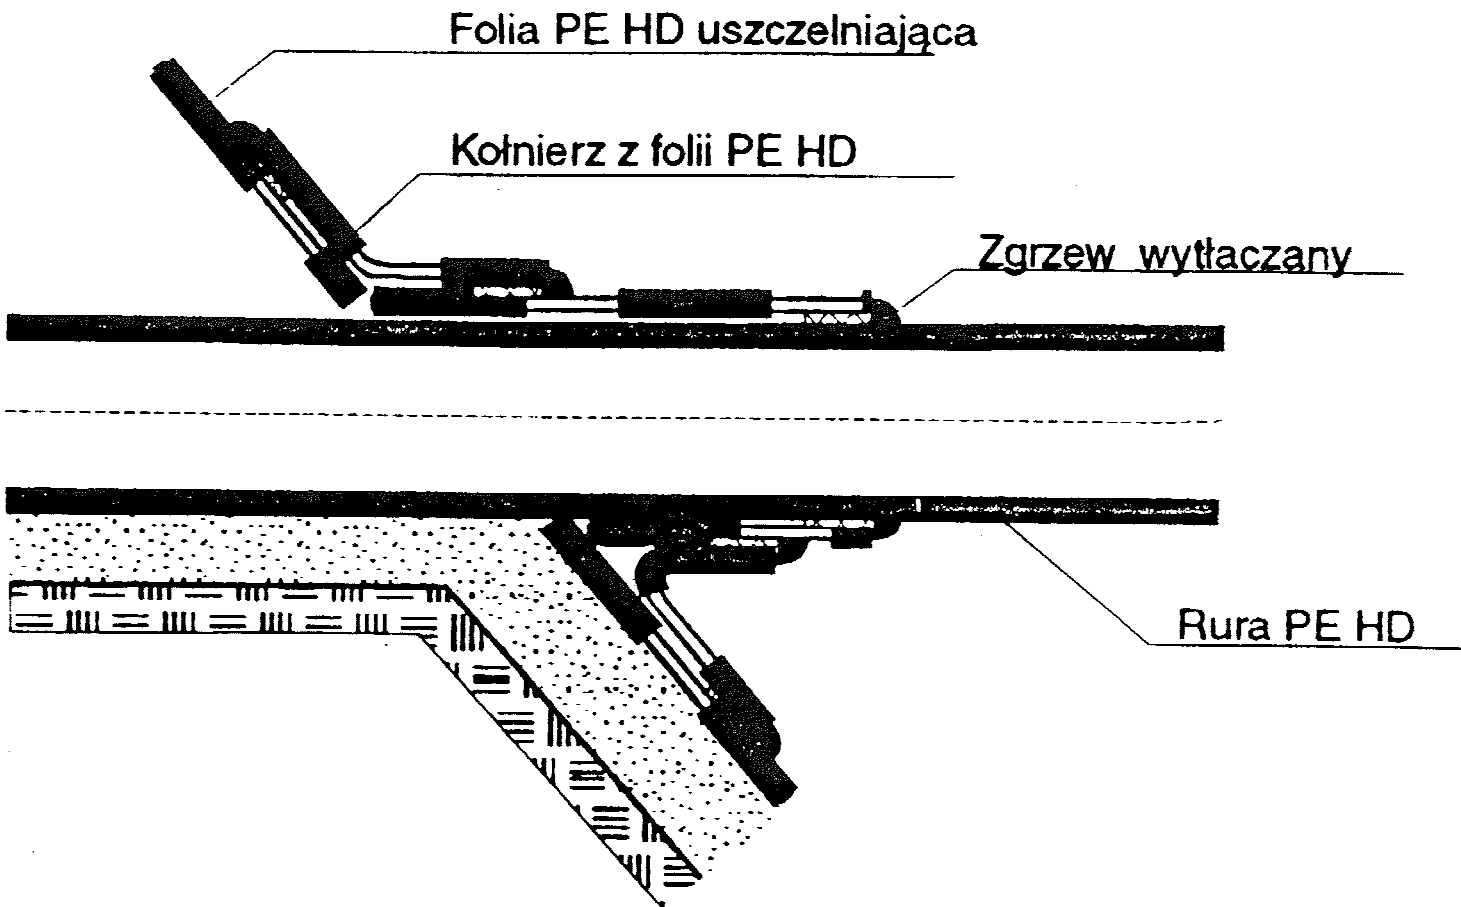 Folia PE HD uszczelniająca
Kołnierz z folii PE HD
Zgrzew wytłaczany
Rura PE HD